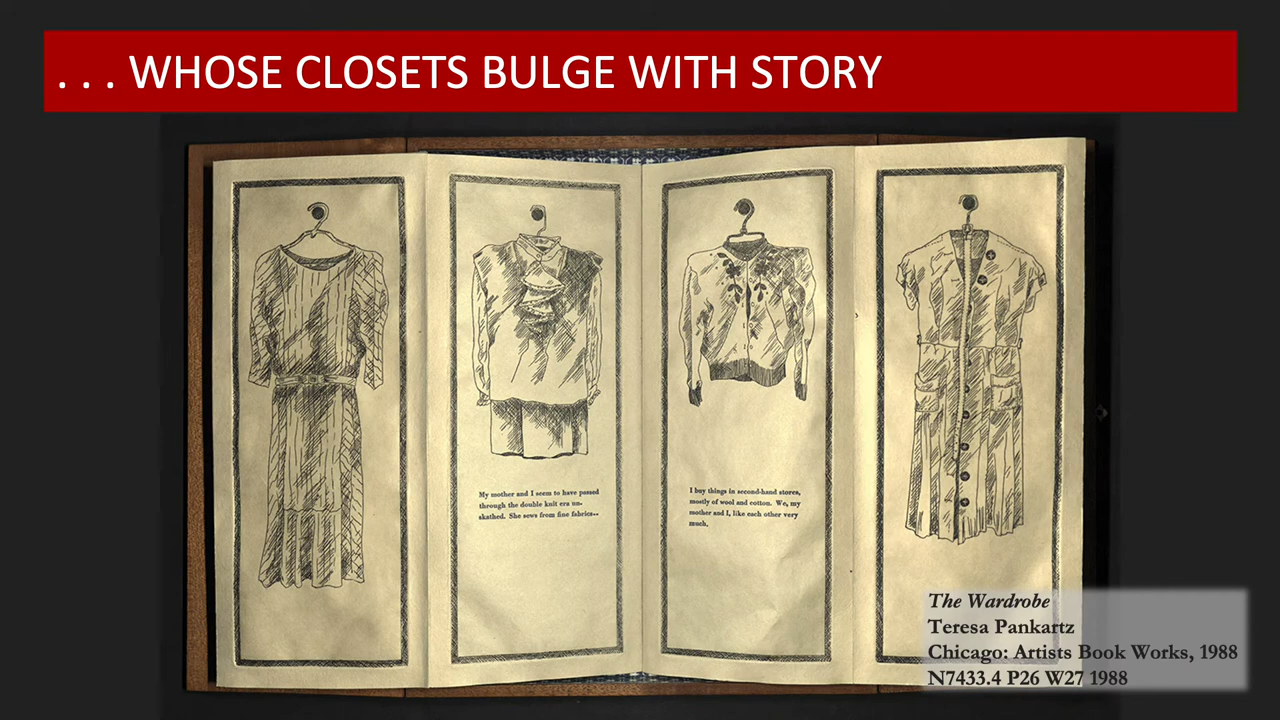 . . . WHOSE CLOSETS BULGE WITH STORY
My mother and I seem to have passed
through the double knit era un-
skathed. She sews from fine fabrics--
I buy things in second-hand stores,
mostly of wool and cotton. We, my
mother and I, like each other very
much.
The Wardrobe
Teresa Pankartz
Chicago: Artists Book Works, 1988
N7433.4 P26 W27 1988